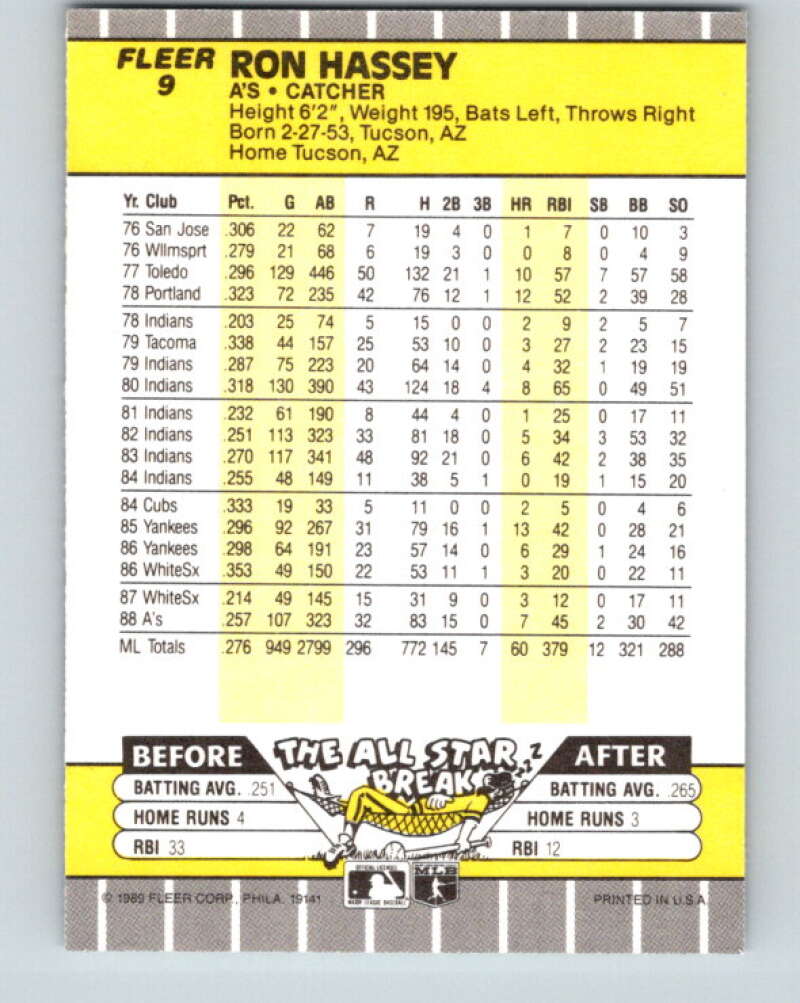 FLEER
9
RON HASSEY
A'S • CATCHER
Height 6'2", Weight 195, Bats Left, Throws Right
Born 2-27-53, Tucson, AZ
Home Tucson, AZ
Yr. Club Pct. G AB R H 2B 3B HR RBI SB BB SO
76 San Jose .306 22 62 7 19 4 0 1 7 0 10 3
76 Wllmsprt .279 21 68 6 19 3 0 0 8 0 4 9
77 Toledo .296 129 446 50 132 21 1 10 57 7 57 58
78 Portland .323 72 235 42 76 12 1 12 52 2 39 28
78 Indians .203 25 74 5 15 0 0 2 9 2 5 7
79 Tacoma .338 44 157 25 53 10 0 3 27 2 23 15
79 Indians .287 75 223 20 64 14 0 4 32 1 19 19
80 Indians .318 130 390 43 124 18 4 8 65 0 49 51
81 Indians .232 61 190 8 44 4 0 1 25 0 17 11
82 Indians .251 113 323 33 81 18 0 5 34 3 53 32
83 Indians .270 117 341 48 92 21 0 6 42 2 38 35
84 Indians .255 48 149 11 38 5 1 0 19 1 15 20
84 Cubs .333 19 33 5 11 0 0 2 5 0 4 6
85 Yankees .296 92 267 31 79 16 1 13 42 0 28 21
86 Yankees .298 64 191 23 57 14 0 6 29 1 24 16
86 WhiteSx .353 49 150 22 53 11 1 3 20 0 22 11
87 WhiteSx .214 49 145 15 31 9 0 3 12 0 17 11
88 A's .257 107 323 32 83 15 0 7 45 2 30 42
ML Totals .276 949 2799 296 772 145 7 60 379 12 321 288
BEFORE THE ALL STAR BREAK zzZ AFTER
BATTING AVG. .251 BATTING AVG. .265
HOME RUNS 4 HOME RUNS 3
RBI 33 RBI 12
OFFICIAL LICENSEE
MAJOR LEAGUE BASEBALL
MLB
© 1989 FLEER CORP., PHILA. 19141 PRINTED IN U.S.A.